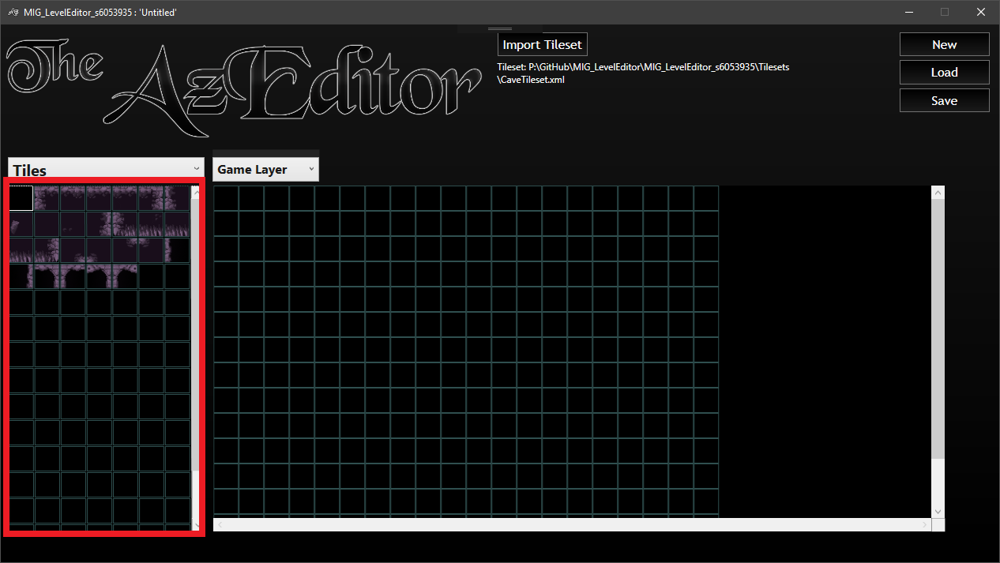 MIG_LevelEditor_s6053935 : 'Untitled'
The AzEditor
Import Tileset
Tileset: P:\GitHub\MIG_LevelEditor\MIG_LevelEditor_s6053935\Tilesets
\CaveTileset.xml
New
Load
Save
Tiles
Game Layer